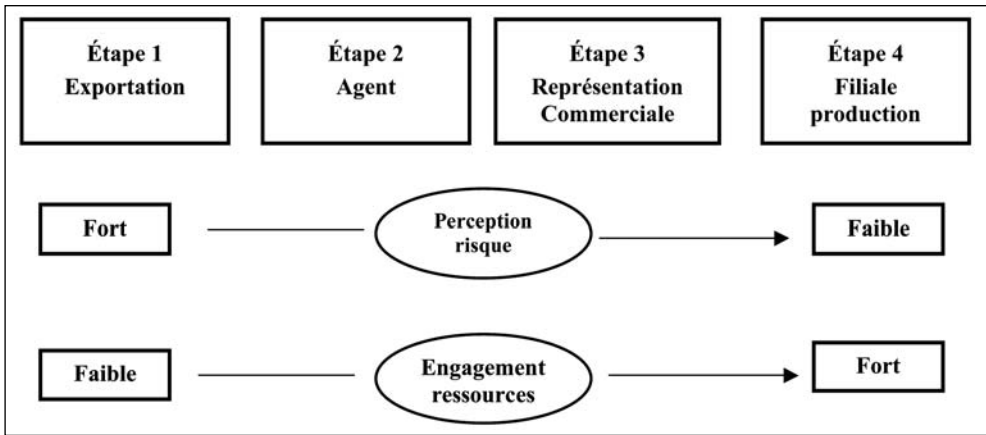 Étape 1
Exportation
Étape 2
Agent
Étape 3
Représentation
Commerciale
Étape 4
Filiale
production
Fort
Perception
risque
Faible
Faible
Engagement
ressources
Fort